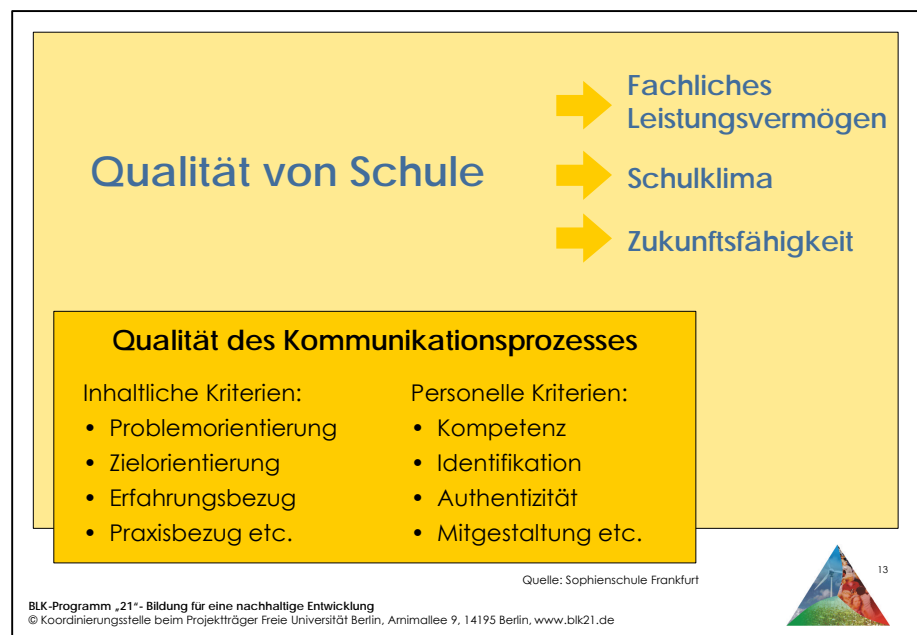 Qualität von Schule
Fachliches
Leistungsvermögen
Schulklima
Zukunftsfähigkeit
Qualität des Kommunikationsprozesses
Inhaltliche Kriterien:
• Problemorientierung
• Zielorientierung
• Erfahrungsbezug
• Praxisbezug etc.
Personelle Kriterien:
• Kompetenz
• Identifikation
• Authentizität
• Mitgestaltung etc.
Quelle: Sophienschule Frankfurt
13
BLK-Programm „21“- Bildung für eine nachhaltige Entwicklung
© Koordinierungsstelle beim Projektträger Freie Universität Berlin, Arnimallee 9, 14195 Berlin, www.blk21.de